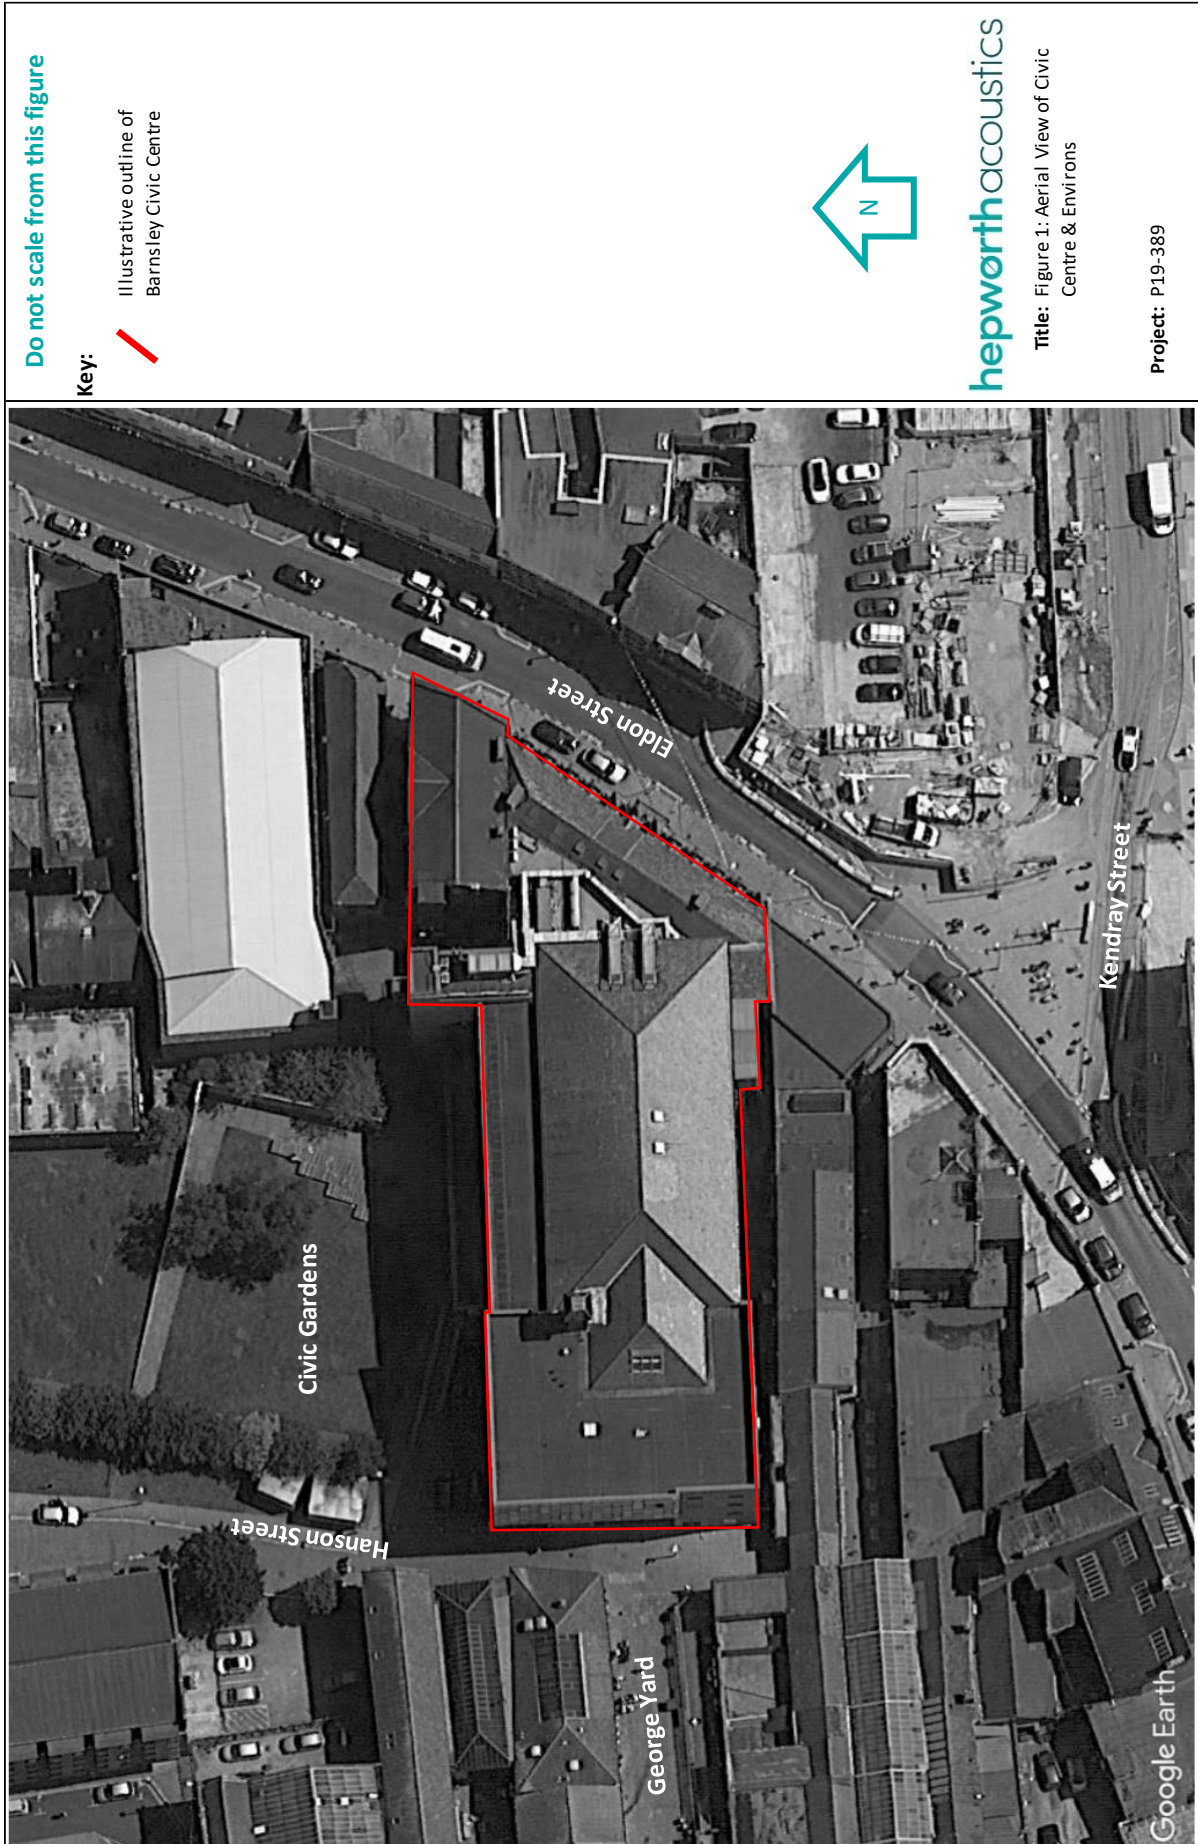 Do not scale from this figure
Key:
Illustrative outline of
Barnsley Civic Centre
N
hepworthacoustics
Title: Figure 1: Aerial View of Civic
Centre & Environs
Project: P19-389
Hanson Street
Civic Gardens
Eldon Street
George Yard
Kendray Street
Google Earth